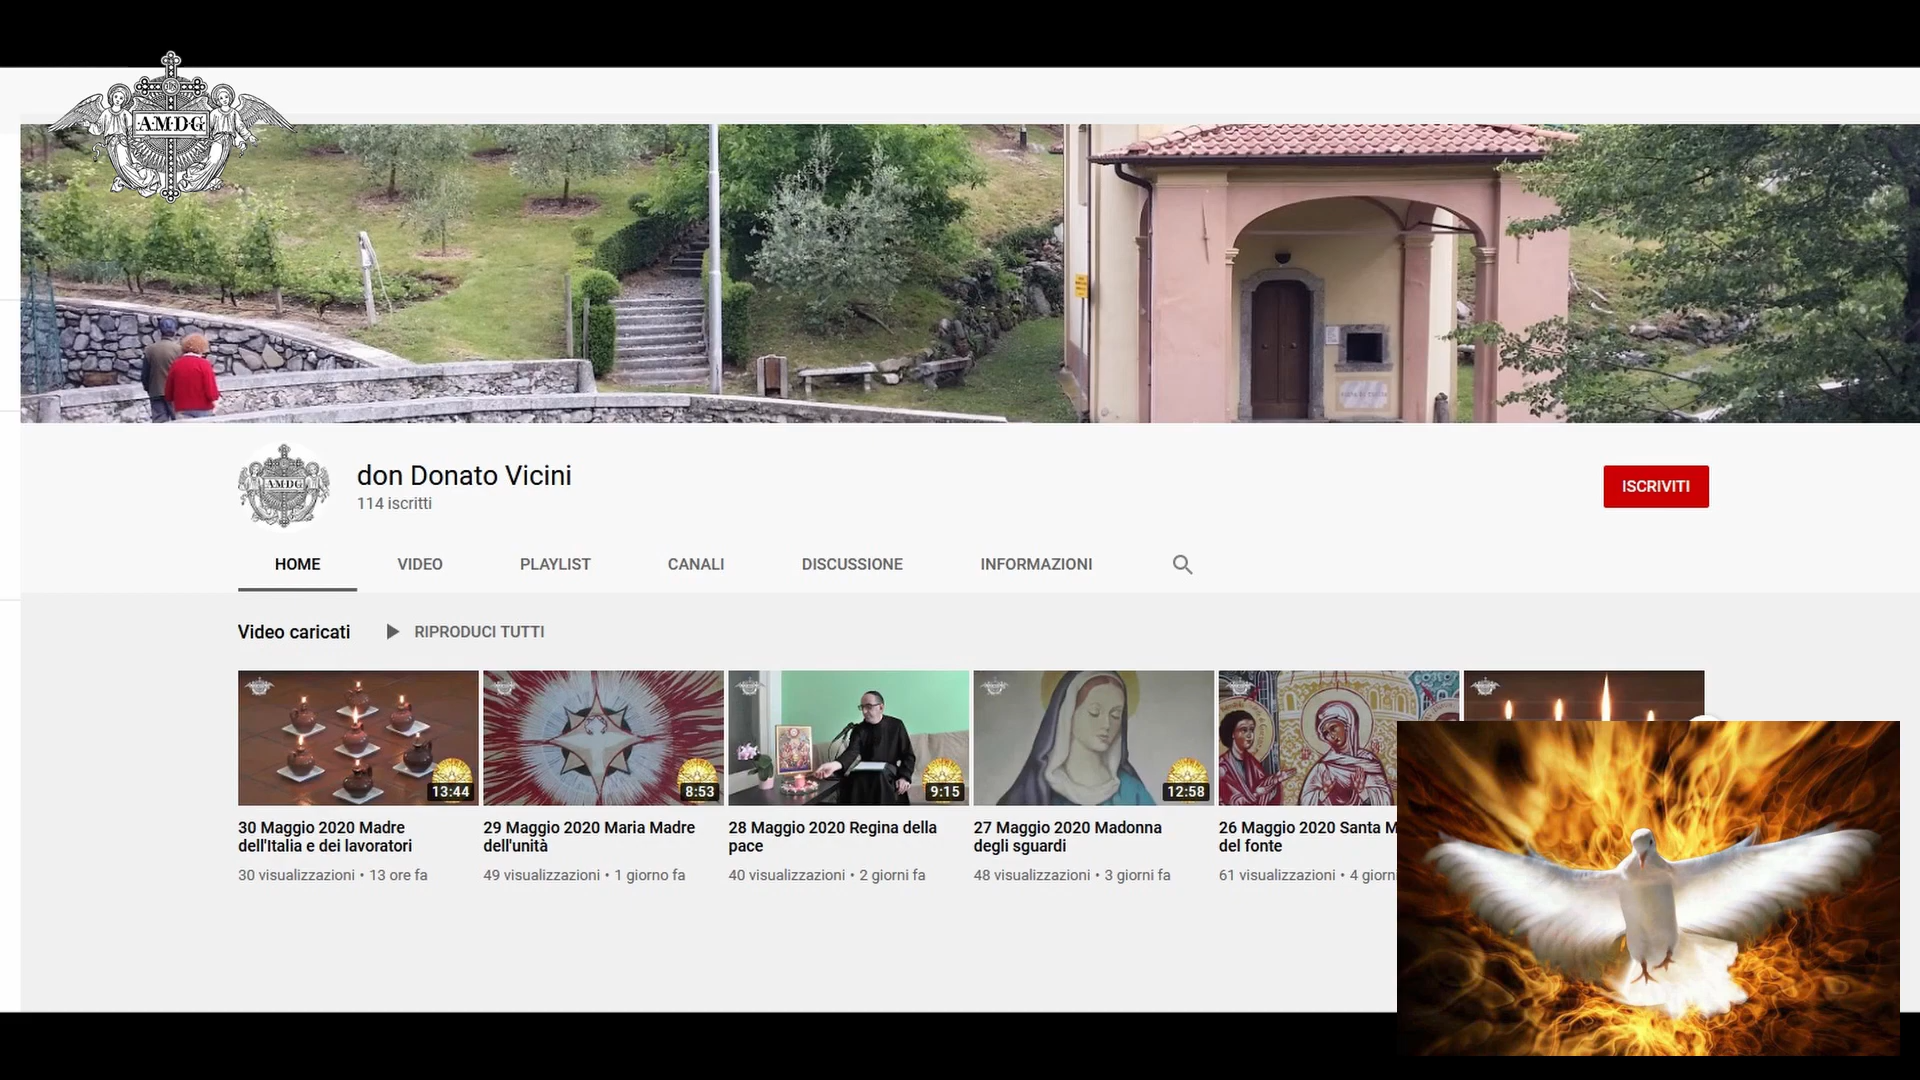 A·M·D·G
don Donato Vicini
114 iscritti
ISCRIVITI
HOME VIDEO PLAYLIST CANALI DISCUSSIONE INFORMAZIONI
Video caricati RIPRODUCI TUTTI
13:44 8:53 9:15 12:58
30 Maggio 2020 Madre dell'Italia e dei lavoratori
30 visualizzazioni • 13 ore fa
29 Maggio 2020 Maria Madre dell'unità
49 visualizzazioni • 1 giorno fa
28 Maggio 2020 Regina della pace
40 visualizzazioni • 2 giorni fa
27 Maggio 2020 Madonna degli sguardi
48 visualizzazioni • 3 giorni fa
26 Maggio 2020 Santa M
del fonte
61 visualizzazioni • 4 giorn